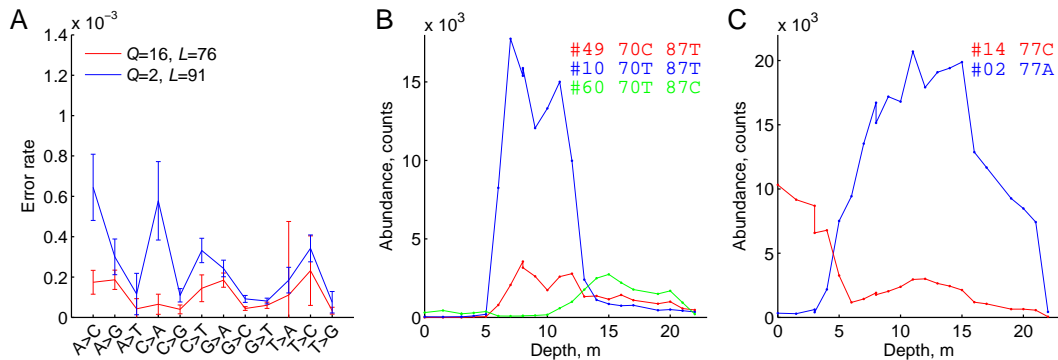 A
x 10⁻³
1.4
1.2
1
0.8
0.6
0.4
0.2
0
Error rate
Q=16, L=76
Q=2, L=91
A>C
A>G
A>T
C>A
C>G
C>T
G>A
G>C
G>T
T>A
T>C
T>G
B
x 10³
15
10
5
0
Abundance, counts
#49 70C 87T
#10 70T 87T
#60 70T 87C
0 5 10 15 20
Depth, m
C
x 10³
20
15
10
5
0
Abundance, counts
#14 77C
#02 77A
0 5 10 15 20
Depth, m